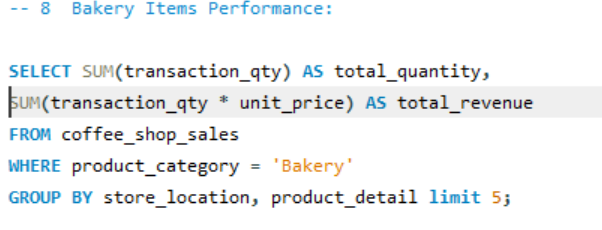 -- 8  Bakery Items Performance:
SELECT SUM(transaction_qty) AS total_quantity,
SUM(transaction_qty * unit_price) AS total_revenue
FROM coffee_shop_sales
WHERE product_category = 'Bakery'
GROUP BY store_location, product_detail limit 5;